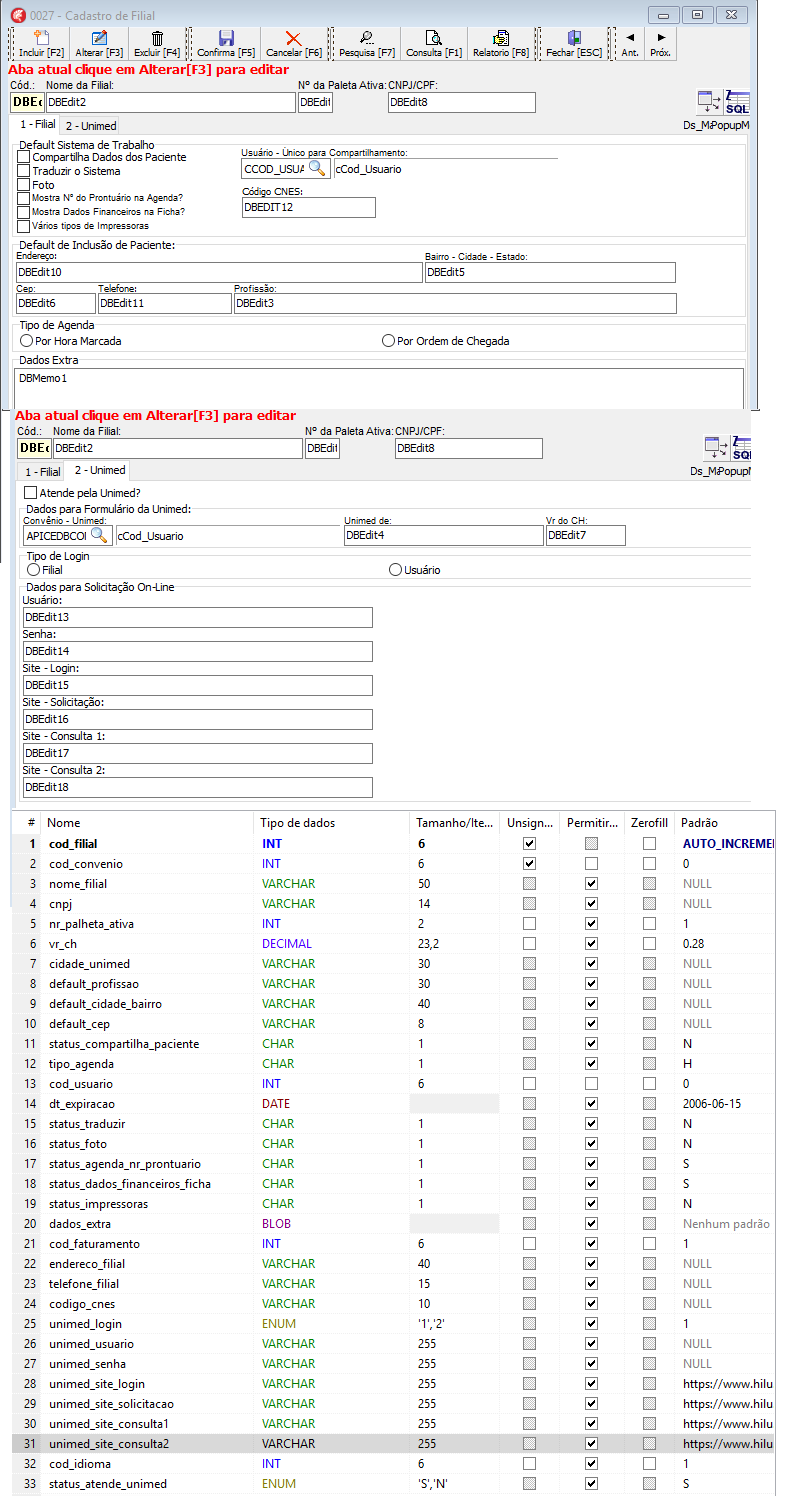 0027 - Cadastro de Filial
Incluir [F2] Alterar [F3] Excluir [F4] Confirma [F5] Cancelar [F6] Pesquisa [F7] Consulta [F1] Relatorio [F8] Fechar [ESC] Ant. Próx.
Aba atual clique em Alterar[F3] para editar
Cód.: Nome da Filial: Nº da Paleta Ativa: CNPJ/CPF:
DBEdit2 DBEdit DBEdit8
SQL
1 - Filial 2 - Unimed
Default Sistema de Trabalho
Compartilha Dados dos Paciente Usuário - Único para Compartilhamento:
Traduzir o Sistema CCOD_USUA cCod_Usuario
Foto
Mostra Nº do Prontuário na Agenda? Código CNES:
Mostra Dados Financeiros na Ficha? DBEDIT12
Vários tipos de Impressoras
Default de Inclusão de Paciente:
Endereço: Bairro - Cidade - Estado:
DBEdit10 DBEdit5
Cep: Telefone: Profissão:
DBEdit6 DBEdit11 DBEdit3
Tipo de Agenda
Por Hora Marcada Por Ordem de Chegada
Dados Extra
DBMemo1
Aba atual clique em Alterar[F3] para editar
Cód.: Nome da Filial: Nº da Paleta Ativa: CNPJ/CPF:
DBEdit2 DBEdit DBEdit8
1 - Filial 2 - Unimed
Atende pela Unimed?
Dados para Formulário da Unimed:
Convênio - Unimed: Unimed de: Vr do CH:
APICEDBCOI cCod_Usuario DBEdit4 DBEdit7
Tipo de Login
Filial Usuário
Dados para Solicitação On-Line
Usuário:
DBEdit13
Senha:
DBEdit14
Site - Login:
DBEdit15
Site - Solicitação:
DBEdit16
Site - Consulta 1:
DBEdit17
Site - Consulta 2:
DBEdit18
# Nome Tipo de dados Tamanho/Ite... Unsign... Permitir... Zerofill Padrão
1 cod_filial INT 6 AUTO_INCREME
2 cod_convenio INT 6 0
3 nome_filial VARCHAR 50 NULL
4 cnpj VARCHAR 14 NULL
5 nr_palheta_ativa INT 2 1
6 vr_ch DECIMAL 23,2 0.28
7 cidade_unimed VARCHAR 30 NULL
8 default_profissao VARCHAR 30 NULL
9 default_cidade_bairro VARCHAR 40 NULL
10 default_cep VARCHAR 8 NULL
11 status_compartilha_paciente CHAR 1 N
12 tipo_agenda CHAR 1 H
13 cod_usuario INT 6 0
14 dt_expiracao DATE 2006-06-15
15 status_traduzir CHAR 1 N
16 status_foto CHAR 1 N
17 status_agenda_nr_prontuario CHAR 1 S
18 status_dados_financeiros_ficha CHAR 1 S
19 status_impressoras CHAR 1 N
20 dados_extra BLOB Nenhum padrão
21 cod_faturamento INT 6 1
22 endereco_filial VARCHAR 40 NULL
23 telefone_filial VARCHAR 15 NULL
24 codigo_cnes VARCHAR 10 NULL
25 unimed_login ENUM '1','2' 1
26 unimed_usuario VARCHAR 255 NULL
27 unimed_senha VARCHAR 255 NULL
28 unimed_site_login VARCHAR 255 https://www.hilu
29 unimed_site_solicitacao VARCHAR 255 https://www.hilu
30 unimed_site_consulta1 VARCHAR 255 https://www.hilu
31 unimed_site_consulta2 VARCHAR 255 https://www.hilu
32 cod_idioma INT 6 1
33 status_atende_unimed ENUM 'S','N' S